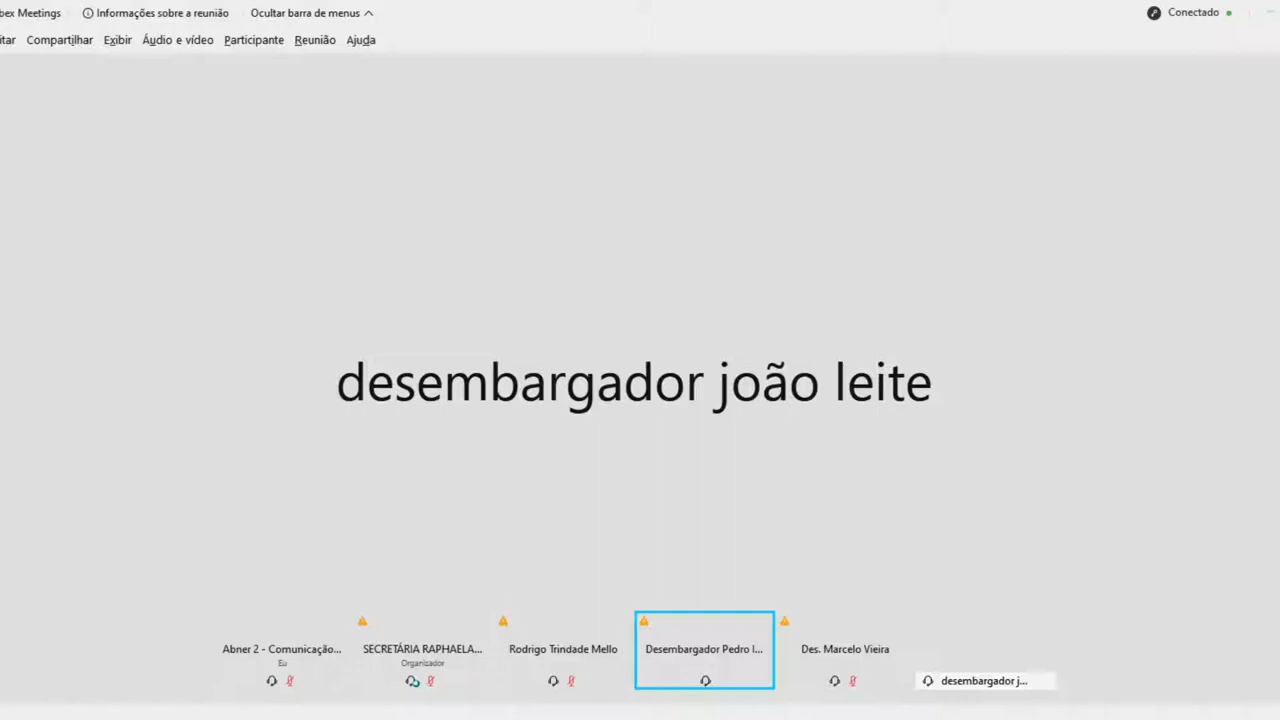 bex Meetings Informações sobre a reunião Ocultar barra de menus Conectado
itar Compartilhar Exibir Áudio e vídeo Participante Reunião Ajuda
desembargador joão leite
Abner 2 - Comunicação... SECRETÁRIA RAPHAELA... Rodrigo Trindade Mello Desembargador Pedro I... Des. Marcelo Vieira
Eu Organizador
desembargador j...